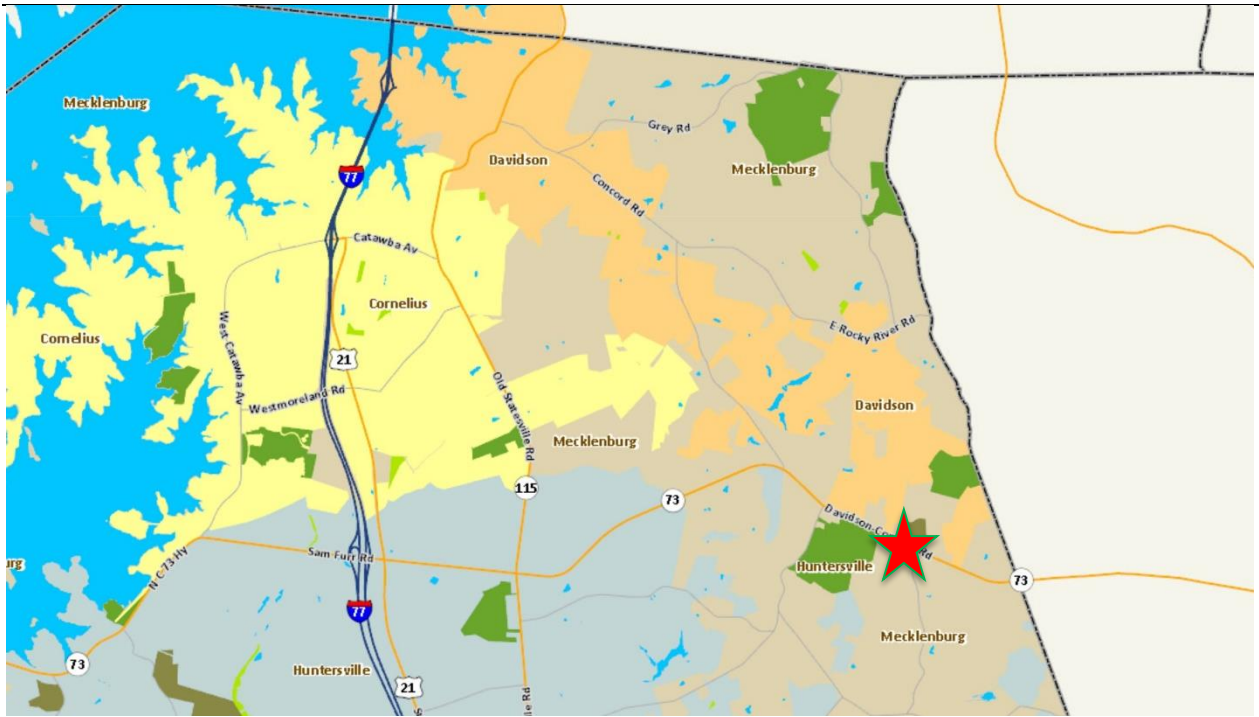 Mecklenburg
77
Grey Rd
Davidson
Mecklenburg
Concord Rd
Catawba Av
Cornelius
Cornelius
E Rocky River Rd
West Catawba Av
21
Westmoreland Rd
Old Statesville Rd
Davidson
Mecklenburg
115
73
Davidson-Co
Rd
Sam Furr Rd
N C 73 Hy
Huntersville
73
77
Mecklenburg
73
Huntersville
21